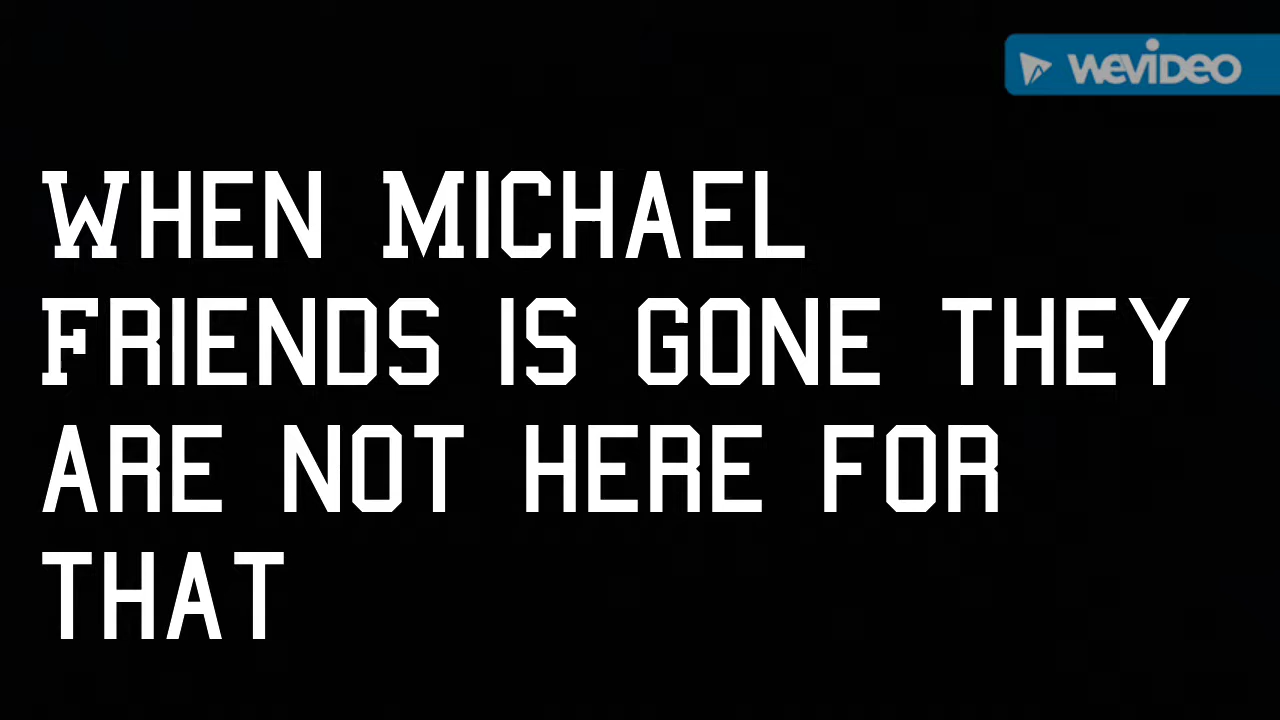 WEVIDEO
When Michael
Friends is gone they
are not here for
that